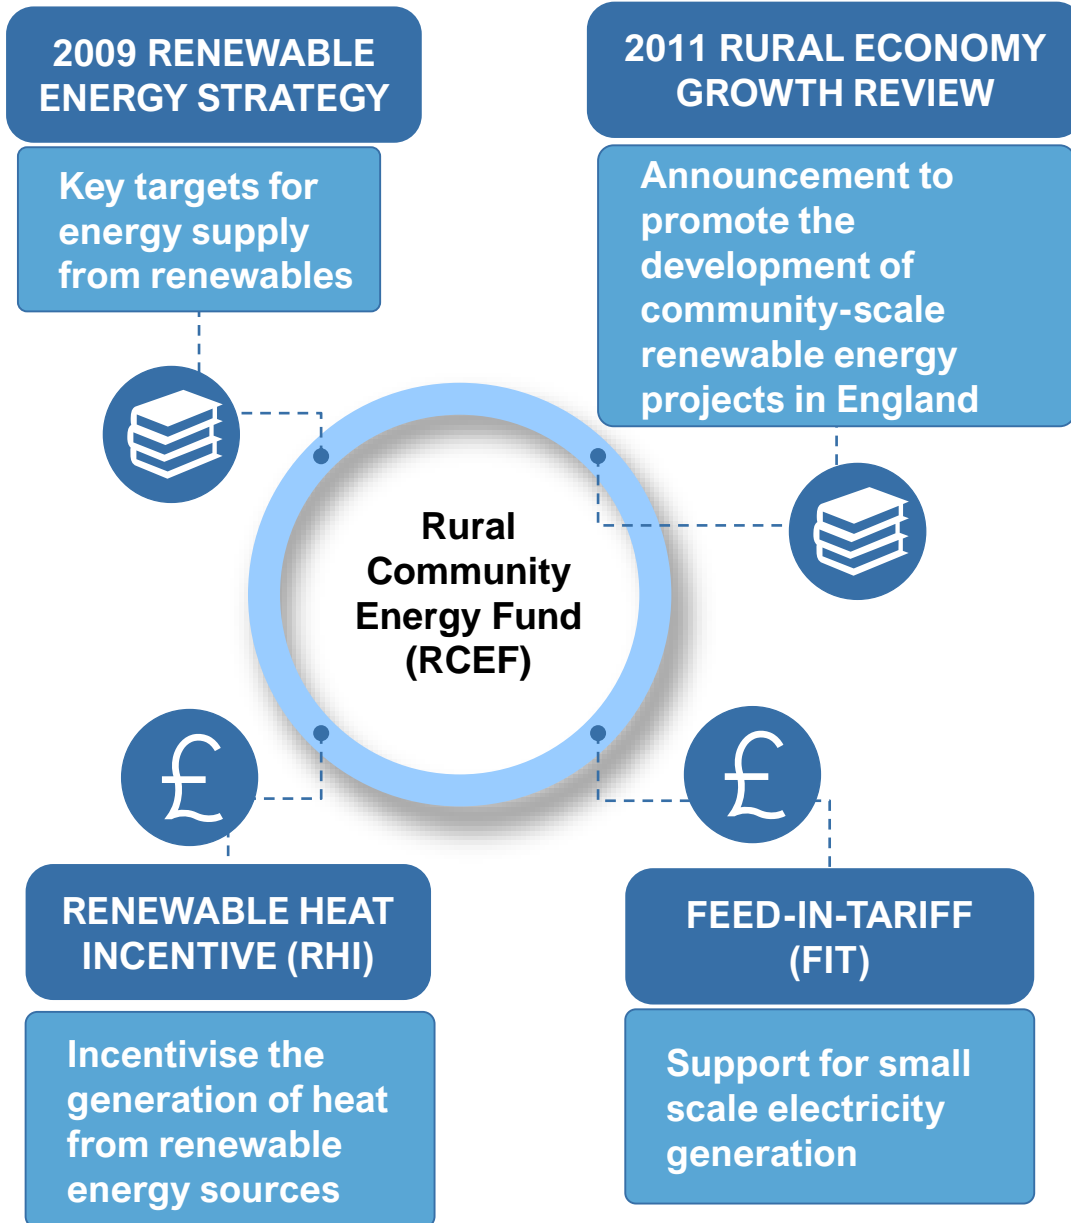 2009 RENEWABLE
ENERGY STRATEGY
Key targets for
energy supply
from renewables
2011 RURAL ECONOMY
GROWTH REVIEW
Announcement to
promote the
development of
community-scale
renewable energy
projects in England
Rural
Community
Energy Fund
(RCEF)
£
RENEWABLE HEAT
INCENTIVE (RHI)
Incentivise the
generation of heat
from renewable
energy sources
£
FEED-IN-TARIFF
(FIT)
Support for small
scale electricity
generation